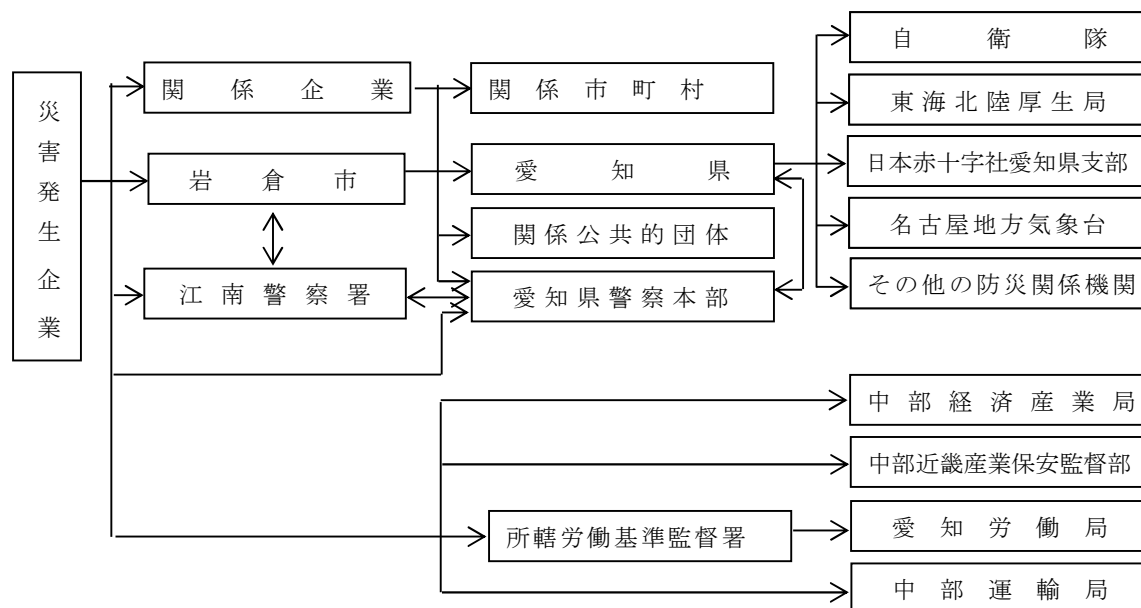 災害発生企業
関係企業
岩倉市
江南警察署
関係市町村
愛知県
関係公共的団体
愛知県警察本部
所轄労働基準監督署
自衛隊
東海北陸厚生局
日本赤十字社愛知県支部
名古屋地方気象台
その他の防災関係機関
中部経済産業局
中部近畿産業保安監督部
愛知労働局
中部運輸局